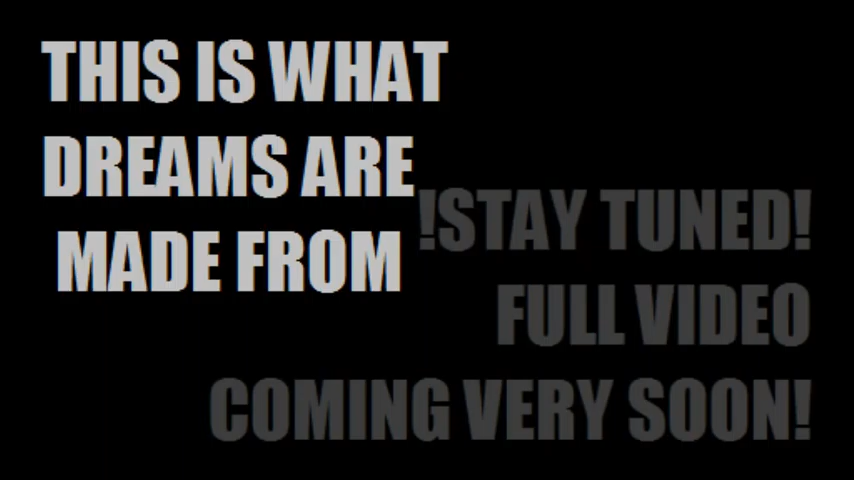 THIS IS WHAT
DREAMS ARE
MADE FROM
!STAY TUNED!
FULL VIDEO
COMING VERY SOON!